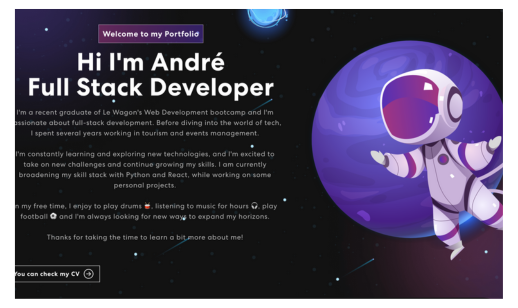 Welcome to my Portfolio
Hi I'm André
Full Stack Developer
I'm a recent graduate of Le Wagon's Web Development bootcamp and I'm
assionate about full-stack development. Before diving into the world of tech,
I spent several years working in tourism and events management.
I'm constantly learning and exploring new technologies, and I'm excited to
take on new challenges and continue growing my skills. I am currently
broadening my skill stack with Python and React, while working on some
personal projects.
n my free time, I enjoy to play drums 🥁, listening to music for hours 🎧, play
football ⚽ and I'm always looking for new ways to expand my horizons.
Thanks for taking the time to learn a bit more about me!
You can check my CV